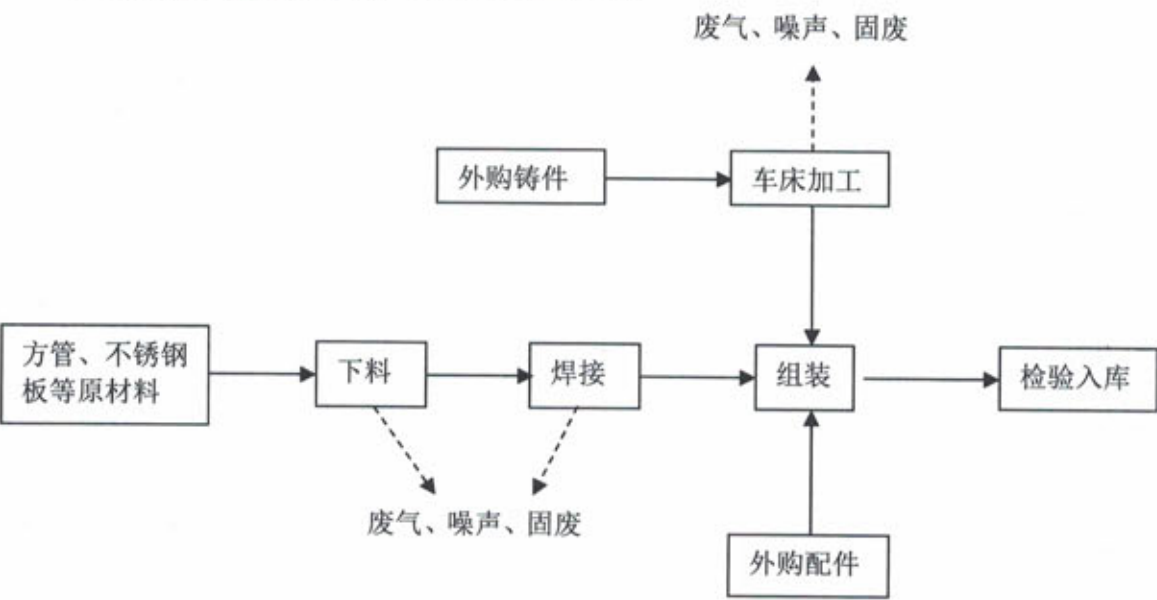 废气、噪声、固废
外购铸件
车床加工
方管、不锈钢
板等原材料
下料
焊接
组装
检验入库
废气、噪声、固废
外购配件